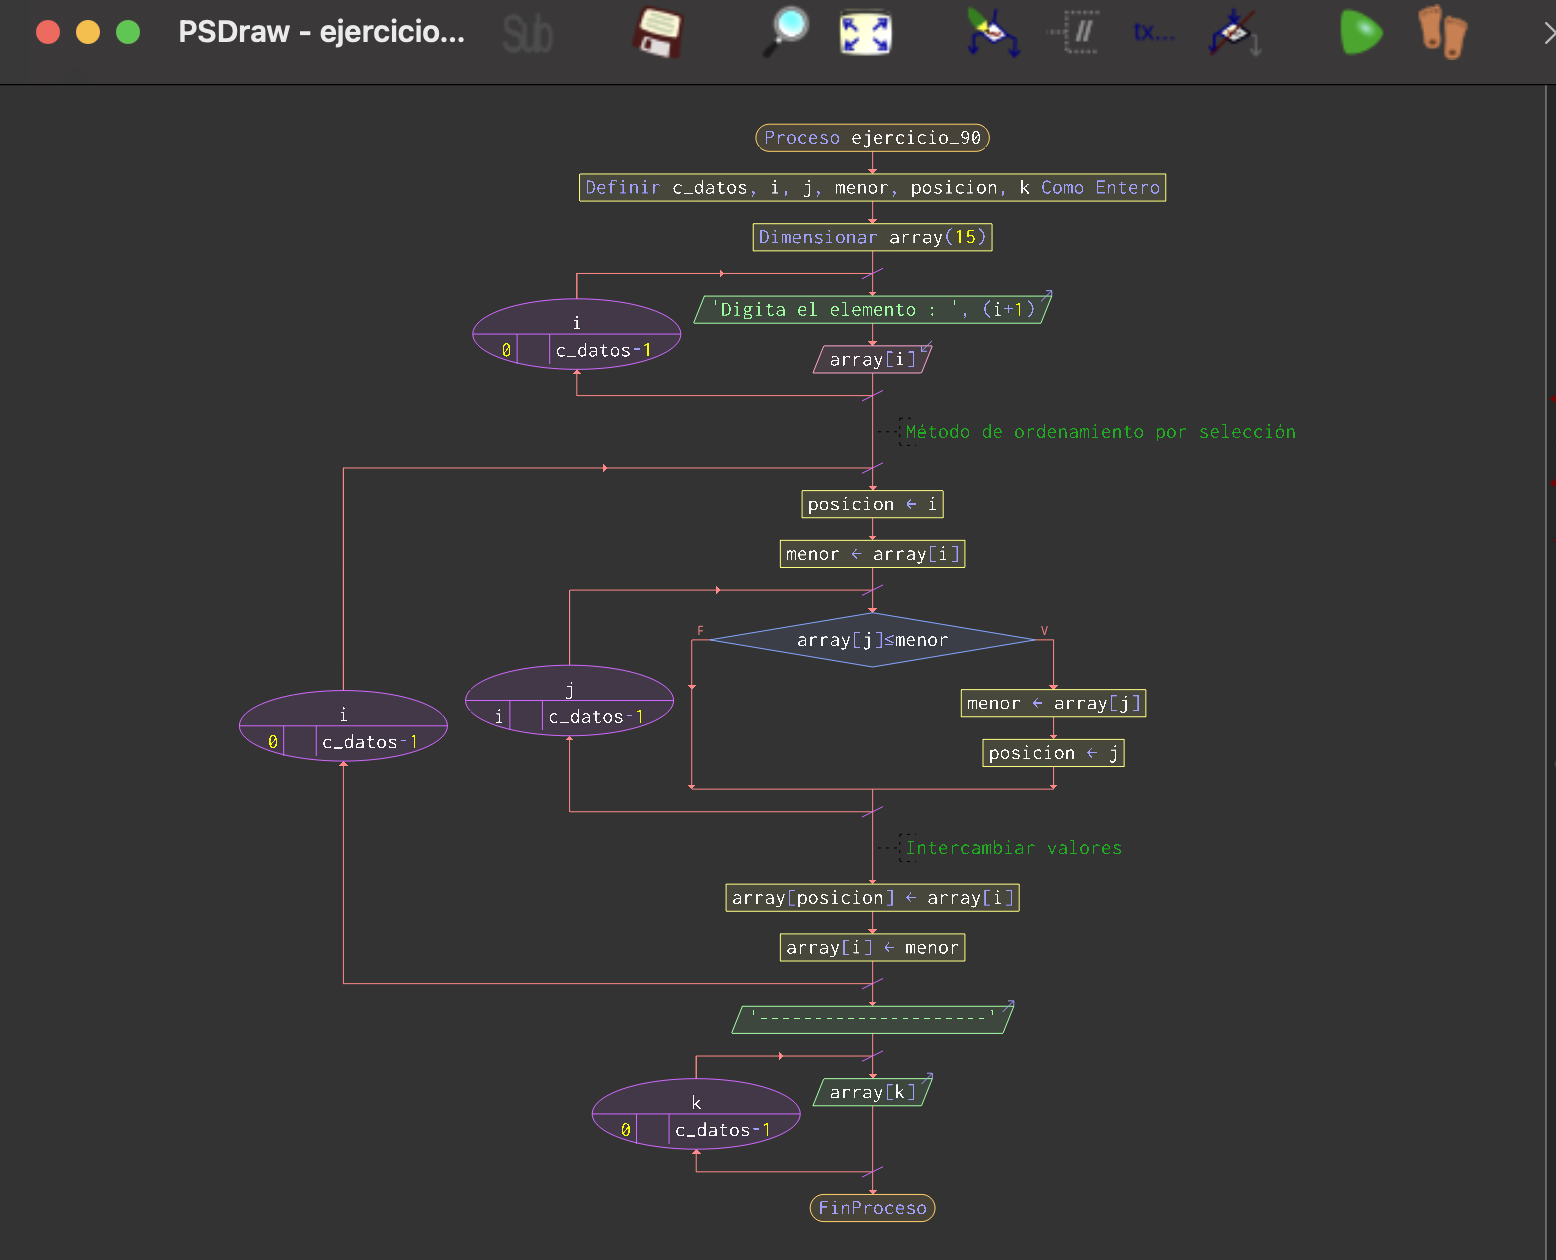 PSDraw - ejercicio...
Sub
//
tx...
Proceso ejercicio_90
Definir c_datos, i, j, menor, posicion, k Como Entero
Dimensionar array(15)
'Digita el elemento : ', (i+1)
i
0 c_datos-1
array[i]
Método de ordenamiento por selección
posicion ← i
menor ← array[i]
F
V
array[j]≤menor
j
i c_datos-1
menor ← array[j]
i
0 c_datos-1
posicion ← j
Intercambiar valores
array[posicion] ← array[i]
array[i] ← menor
'---------------------'
array[k]
k
0 c_datos-1
FinProceso